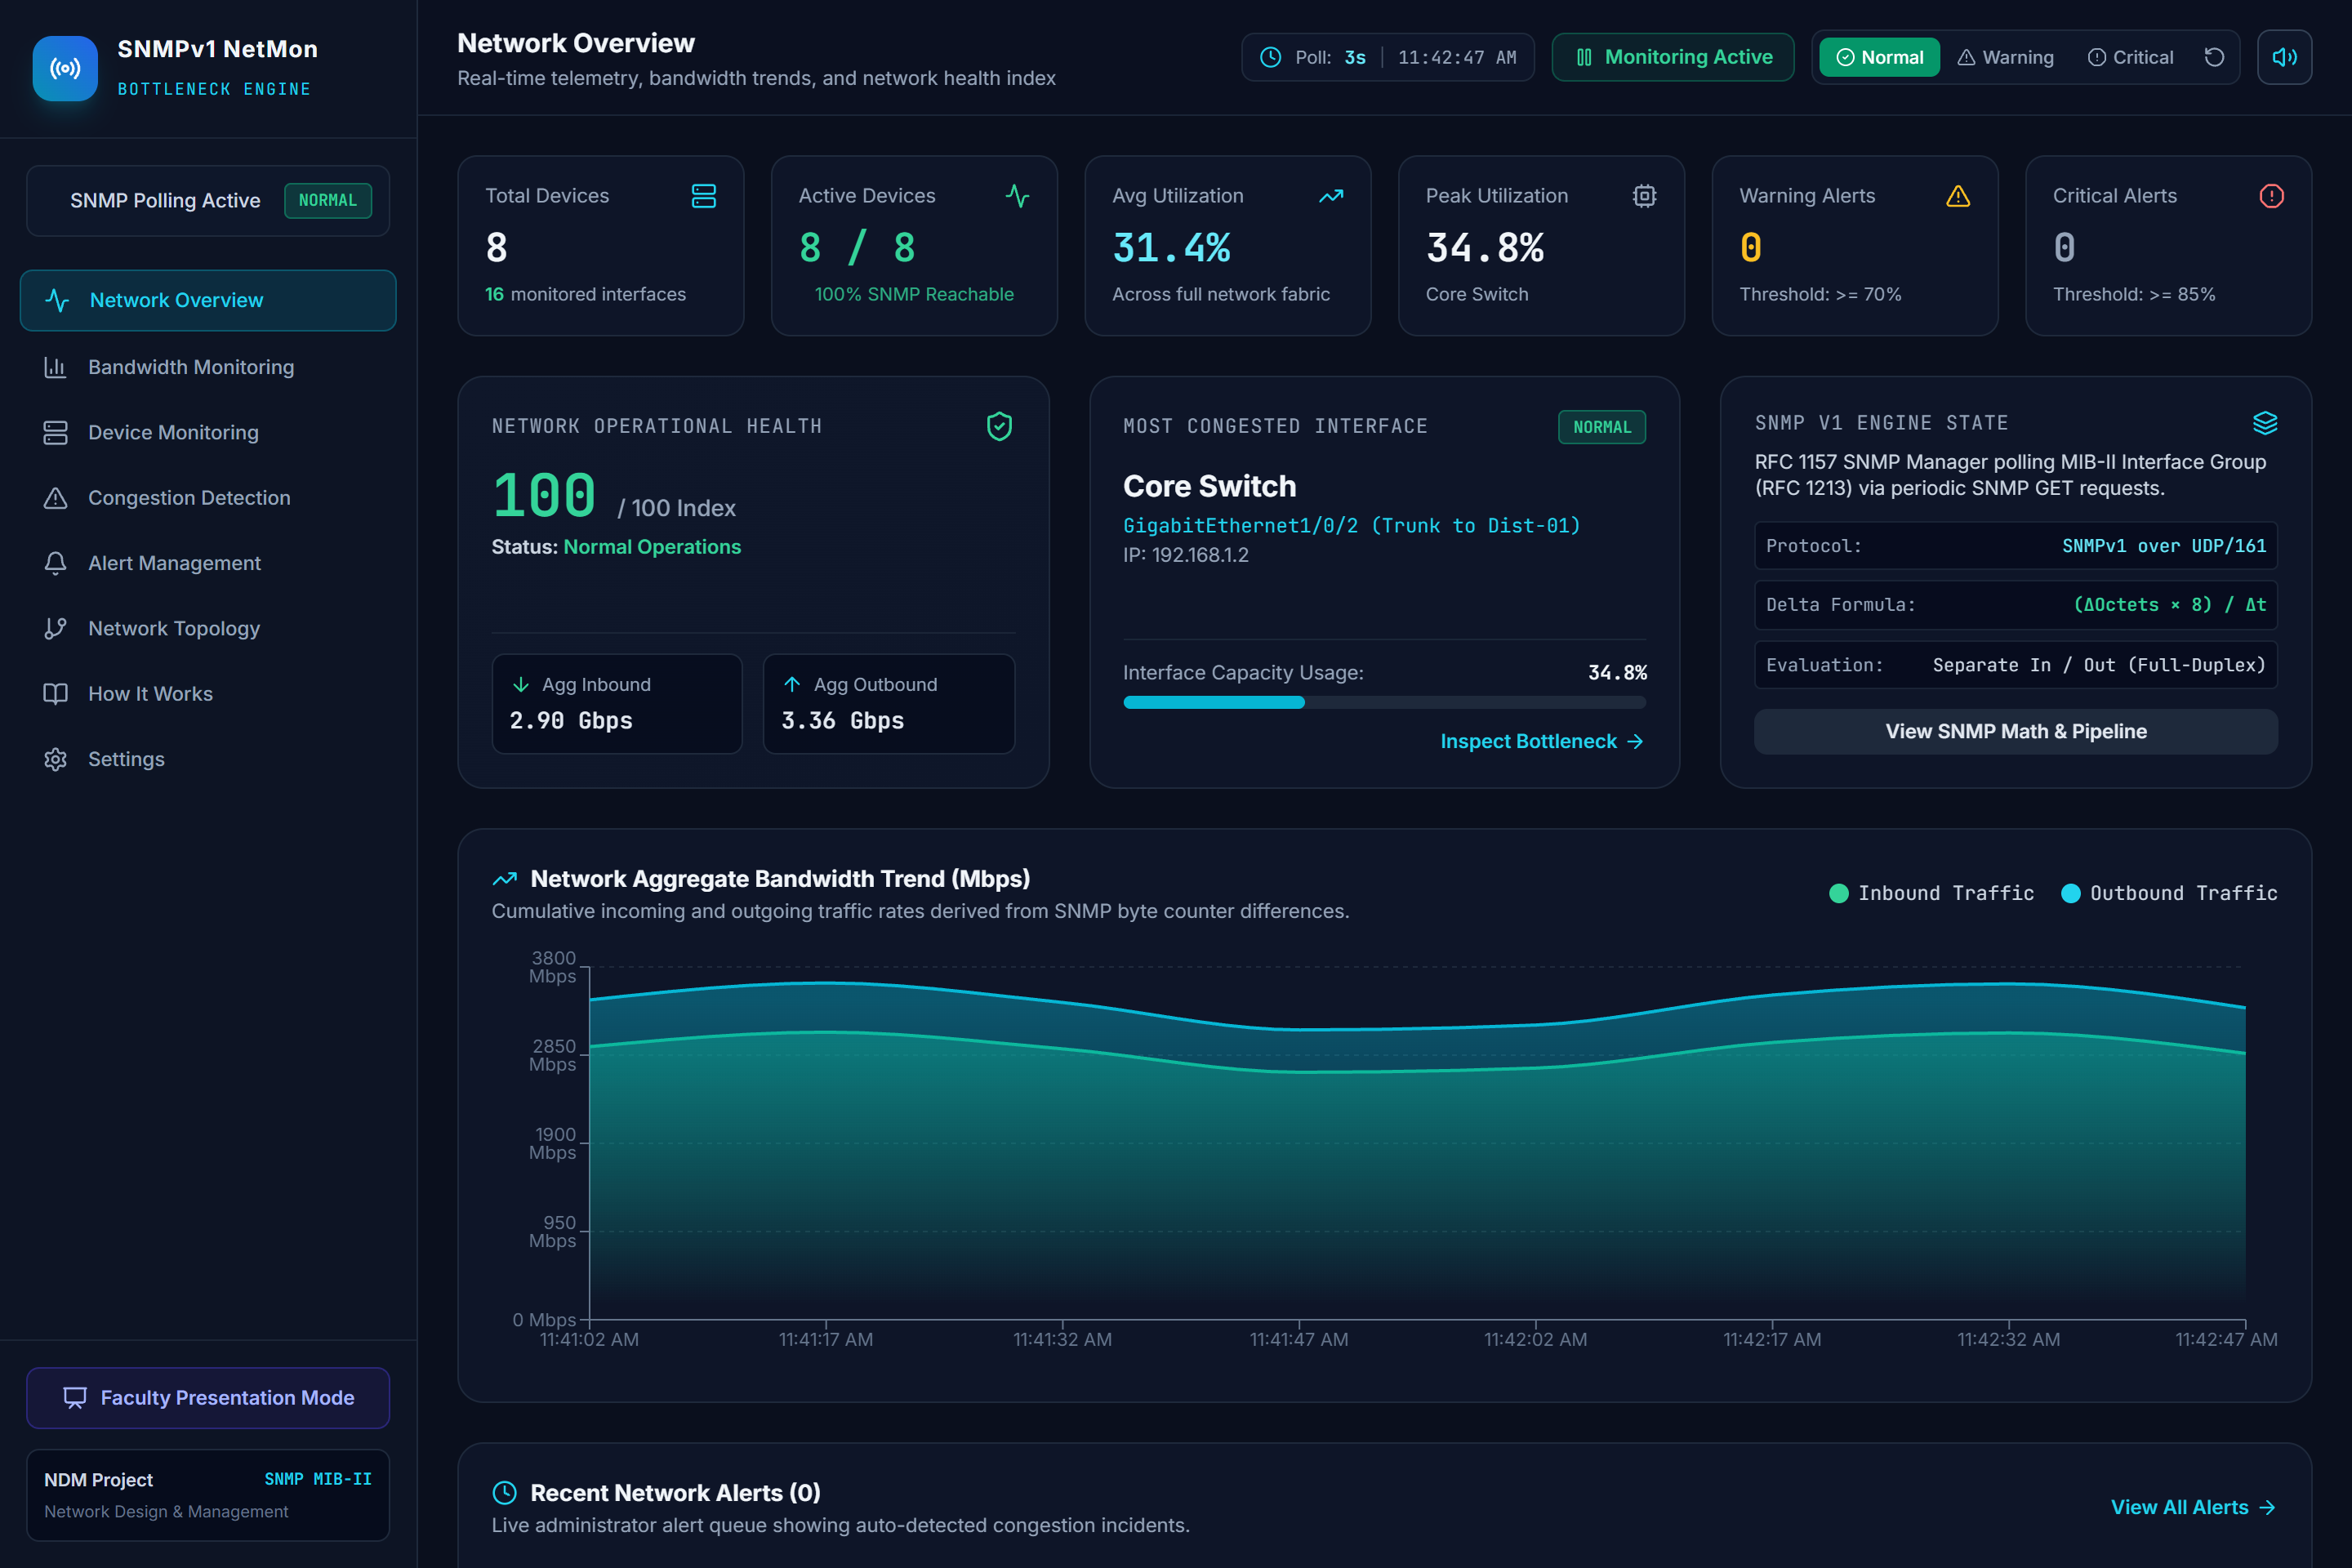 SNMPv1 NetMon
BOTTLENECK ENGINE
SNMP Polling Active NORMAL
Network Overview
Bandwidth Monitoring
Device Monitoring
Congestion Detection
Alert Management
Network Topology
How It Works
Settings
Faculty Presentation Mode
NDM Project SNMP MIB-II
Network Design & Management
Network Overview
Real-time telemetry, bandwidth trends, and network health index
Poll: 3s 11:42:47 AM
Monitoring Active
Normal Warning Critical
Total Devices
8
16 monitored interfaces
Active Devices
8 / 8
100% SNMP Reachable
Avg Utilization
31.4%
Across full network fabric
Peak Utilization
34.8%
Core Switch
Warning Alerts
0
Threshold: >= 70%
Critical Alerts
0
Threshold: >= 85%
NETWORK OPERATIONAL HEALTH
100 / 100 Index
Status: Normal Operations
Agg Inbound
2.90 Gbps
Agg Outbound
3.36 Gbps
MOST CONGESTED INTERFACE NORMAL
Core Switch
GigabitEthernet1/0/2 (Trunk to Dist-01)
IP: 192.168.1.2
Interface Capacity Usage: 34.8%
Inspect Bottleneck →
SNMP V1 ENGINE STATE
RFC 1157 SNMP Manager polling MIB-II Interface Group
(RFC 1213) via periodic SNMP GET requests.
Protocol: SNMPv1 over UDP/161
Delta Formula: (ΔOctets × 8) / Δt
Evaluation: Separate In / Out (Full-Duplex)
View SNMP Math & Pipeline
Network Aggregate Bandwidth Trend (Mbps)
Cumulative incoming and outgoing traffic rates derived from SNMP byte counter differences.
Inbound Traffic Outbound Traffic
3800
Mbps
2850
Mbps
1900
Mbps
950
Mbps
0 Mbps
11:41:02 AM 11:41:17 AM 11:41:32 AM 11:41:47 AM 11:42:02 AM 11:42:17 AM 11:42:32 AM 11:42:47 AM
Recent Network Alerts (0)
Live administrator alert queue showing auto-detected congestion incidents.
View All Alerts →